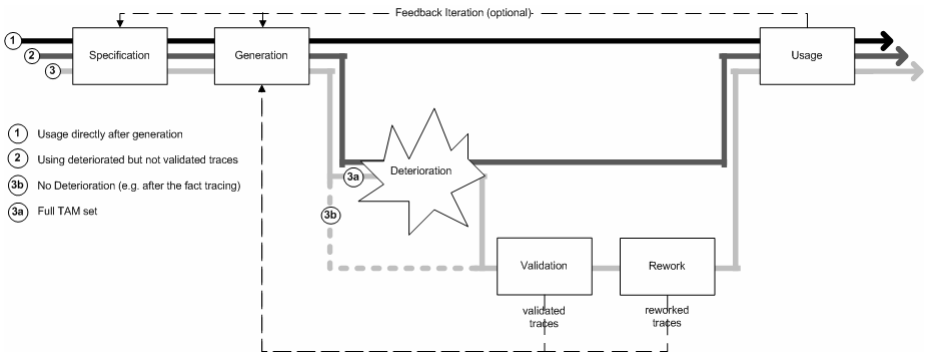 Feedback Iteration (optional)
1
2
3
Specification
Generation
Usage
1 Usage directly after generation
2 Using deteriorated but not validated traces
3b No Deterioration (e.g. after the fact tracing)
3a Full TAM set
3a
Deterioration
3b
Validation
Rework
validated
traces
reworked
traces